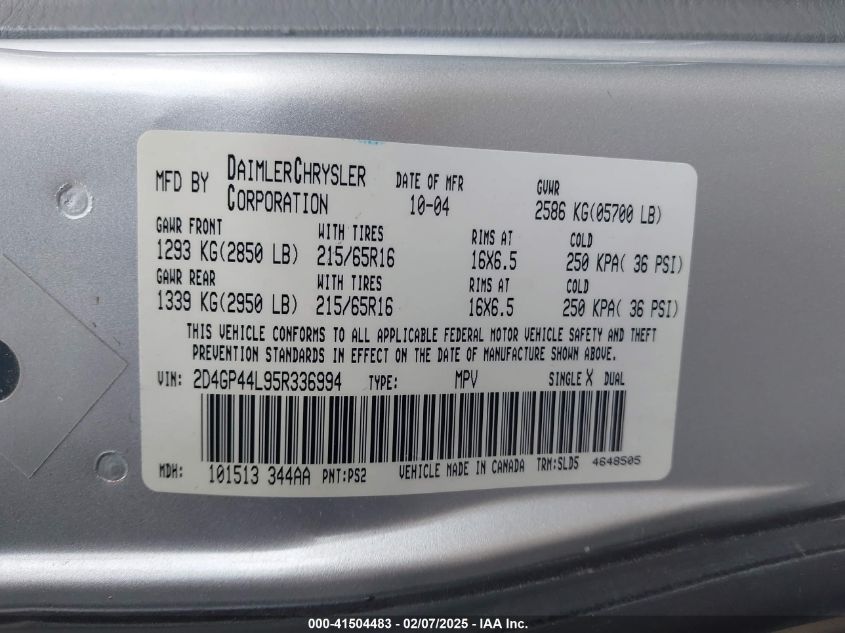 MFD BY DAIMLERCHRYSLER CORPORATION DATE OF MFR 10-04 GVWR 2586 KG(05700 LB)
GAWR FRONT WITH TIRES RIMS AT COLD
1293 KG(2850 LB) 215/65R16 16X6.5 250 KPA( 36 PSI)
GAWR REAR WITH TIRES RIMS AT COLD
1339 KG(2950 LB) 215/65R16 16X6.5 250 KPA( 36 PSI)
THIS VEHICLE CONFORMS TO ALL APPLICABLE FEDERAL MOTOR VEHICLE SAFETY AND THEFT
PREVENTION STANDARDS IN EFFECT ON THE DATE OF MANUFACTURE SHOWN ABOVE.
VIN: 2D4GP44L95R336994 TYPE: MPV SINGLE X DUAL
MDH: 101513 344AA PNT:PS2 VEHICLE MADE IN CANADA TRM:SLD5 4648505
000-41504483 - 02/07/2025 - © IAA, Inc.